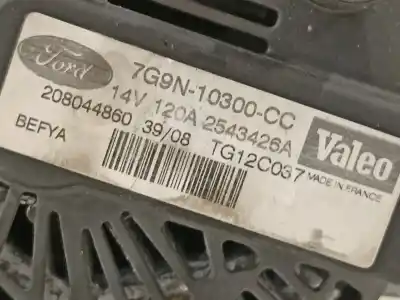 Ford
7G9N-10300-CC
14V 120A 2543426A
208044860 39/08 TG12C037
BEFYA
Valeo
MADE IN FRANCE